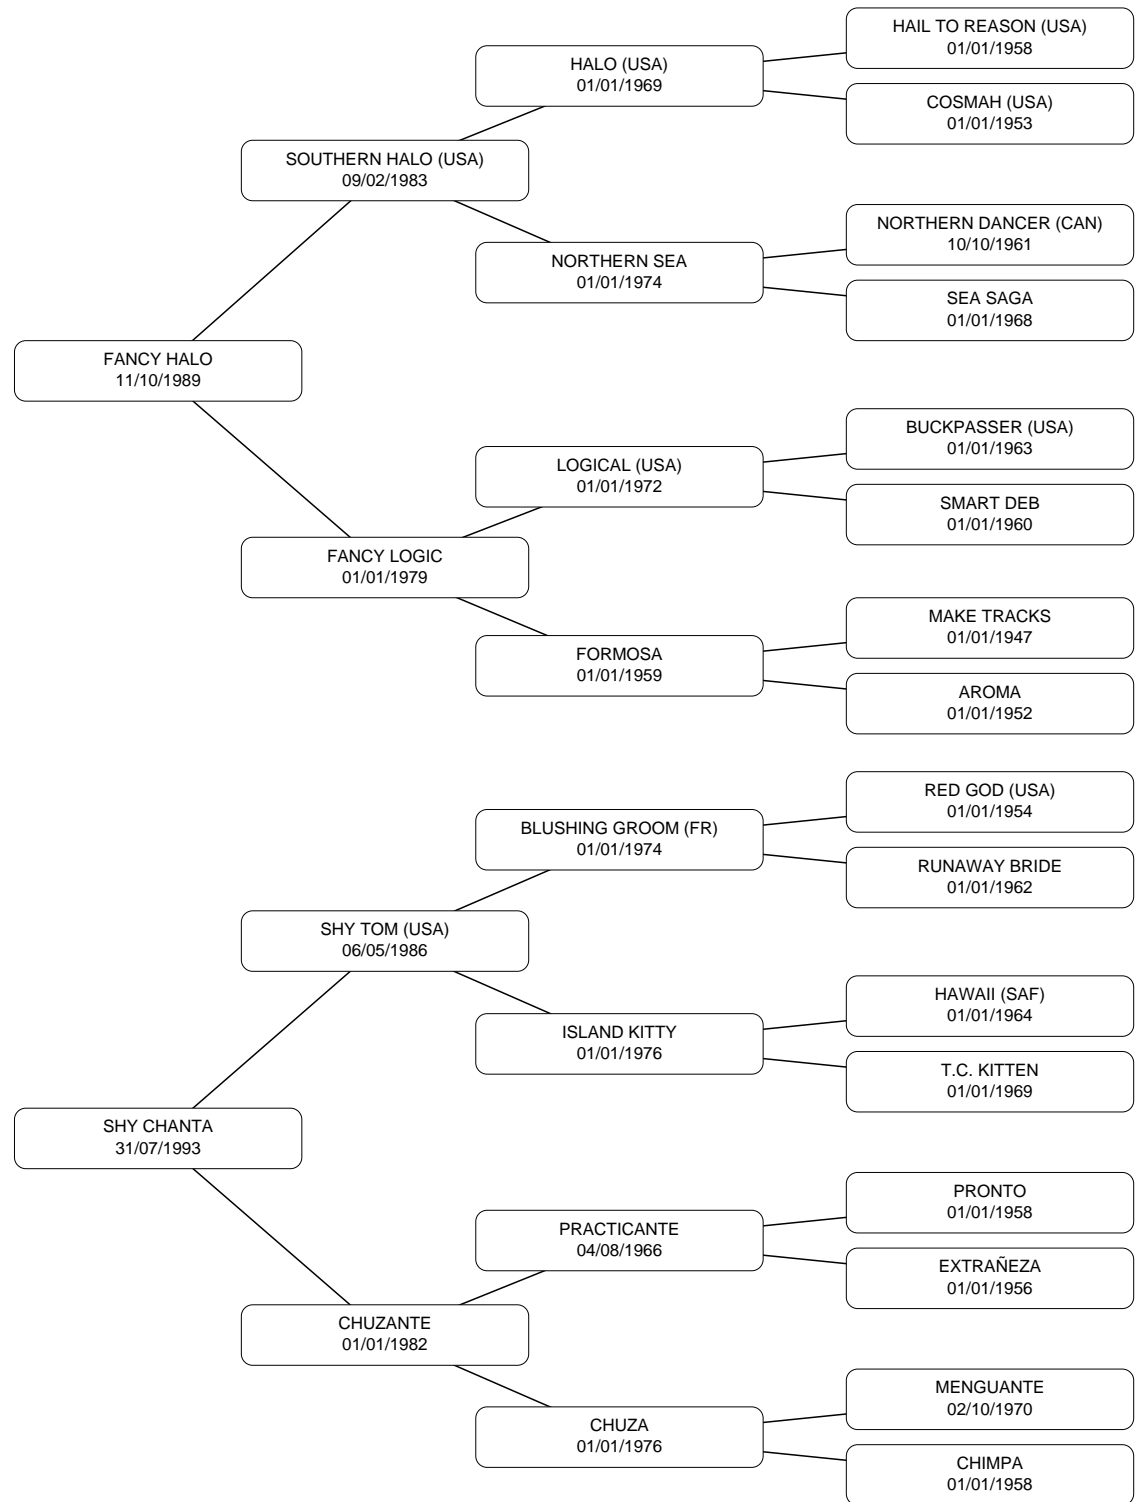 HAIL TO REASON (USA)
01/01/1958
HALO (USA)
01/01/1969
COSMAH (USA)
01/01/1953
SOUTHERN HALO (USA)
09/02/1983
NORTHERN DANCER (CAN)
10/10/1961
NORTHERN SEA
01/01/1974
SEA SAGA
01/01/1968
FANCY HALO
11/10/1989
BUCKPASSER (USA)
01/01/1963
LOGICAL (USA)
01/01/1972
SMART DEB
01/01/1960
FANCY LOGIC
01/01/1979
MAKE TRACKS
01/01/1947
FORMOSA
01/01/1959
AROMA
01/01/1952
RED GOD (USA)
01/01/1954
BLUSHING GROOM (FR)
01/01/1974
RUNAWAY BRIDE
01/01/1962
SHY TOM (USA)
06/05/1986
HAWAII (SAF)
01/01/1964
ISLAND KITTY
01/01/1976
T.C. KITTEN
01/01/1969
SHY CHANTA
31/07/1993
PRONTO
01/01/1958
PRACTICANTE
04/08/1966
EXTRAÑEZA
01/01/1956
CHUZANTE
01/01/1982
MENGUANTE
02/10/1970
CHUZA
01/01/1976
CHIMPA
01/01/1958